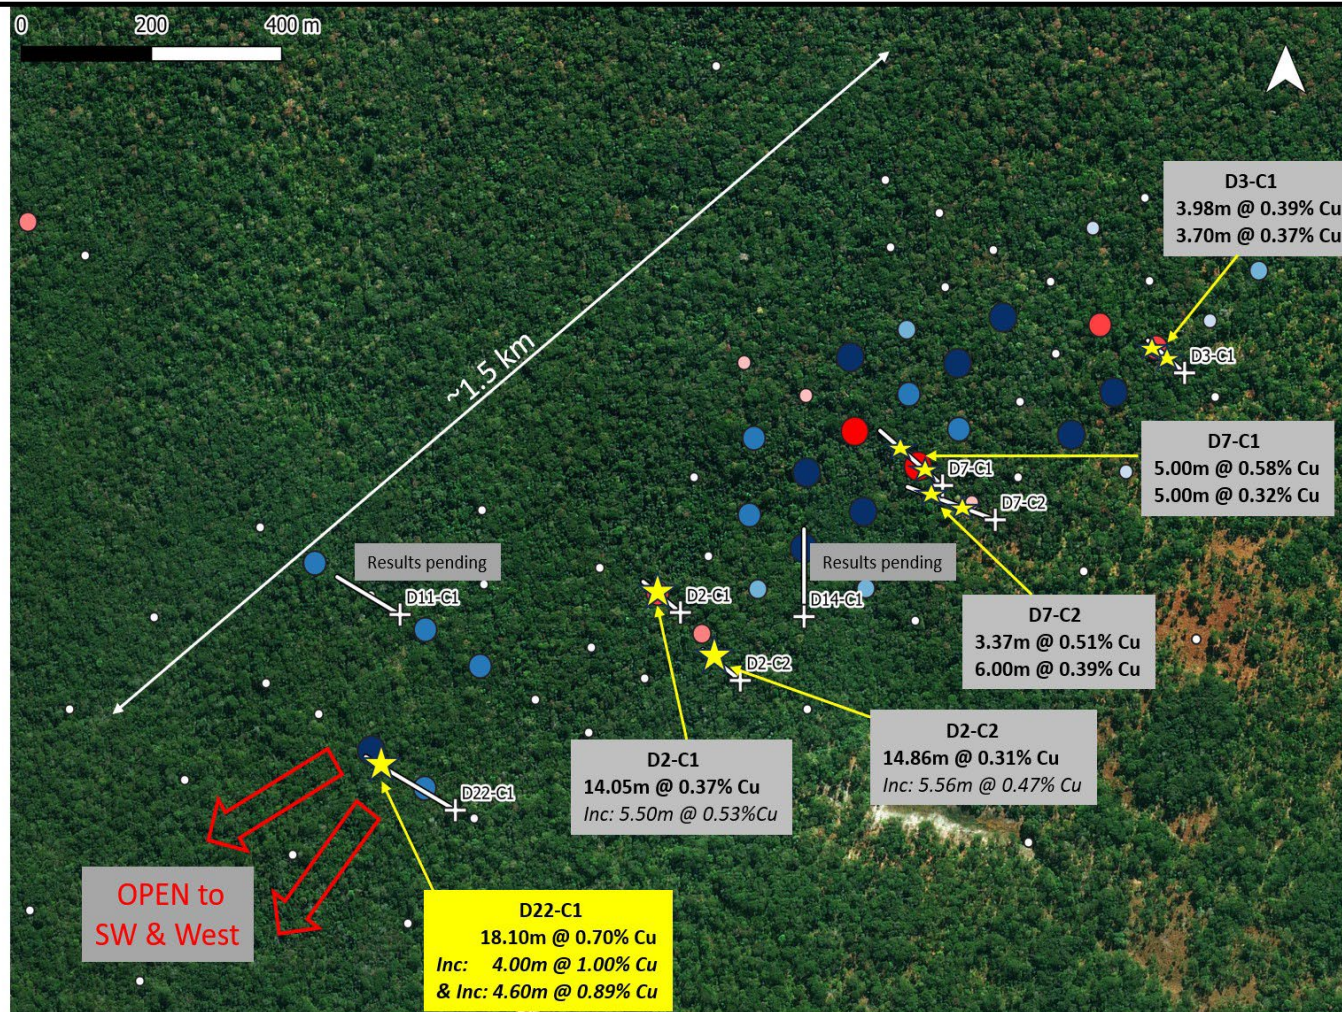 0 200 400 m
~1.5 km
D3-C1
3.98m @ 0.39% Cu
3.70m @ 0.37% Cu
D3-C1
D7-C1
5.00m @ 0.58% Cu
5.00m @ 0.32% Cu
D7-C1
D7-C2
Results pending
D11-C1
Results pending
D14-C1
D2-C1
D2-C2
D7-C2
3.37m @ 0.51% Cu
6.00m @ 0.39% Cu
D2-C2
14.86m @ 0.31% Cu
Inc: 5.56m @ 0.47% Cu
D2-C1
14.05m @ 0.37% Cu
Inc: 5.50m @ 0.53%Cu
D22-C1
OPEN to
SW & West
D22-C1
18.10m @ 0.70% Cu
Inc: 4.00m @ 1.00% Cu
& Inc: 4.60m @ 0.89% Cu